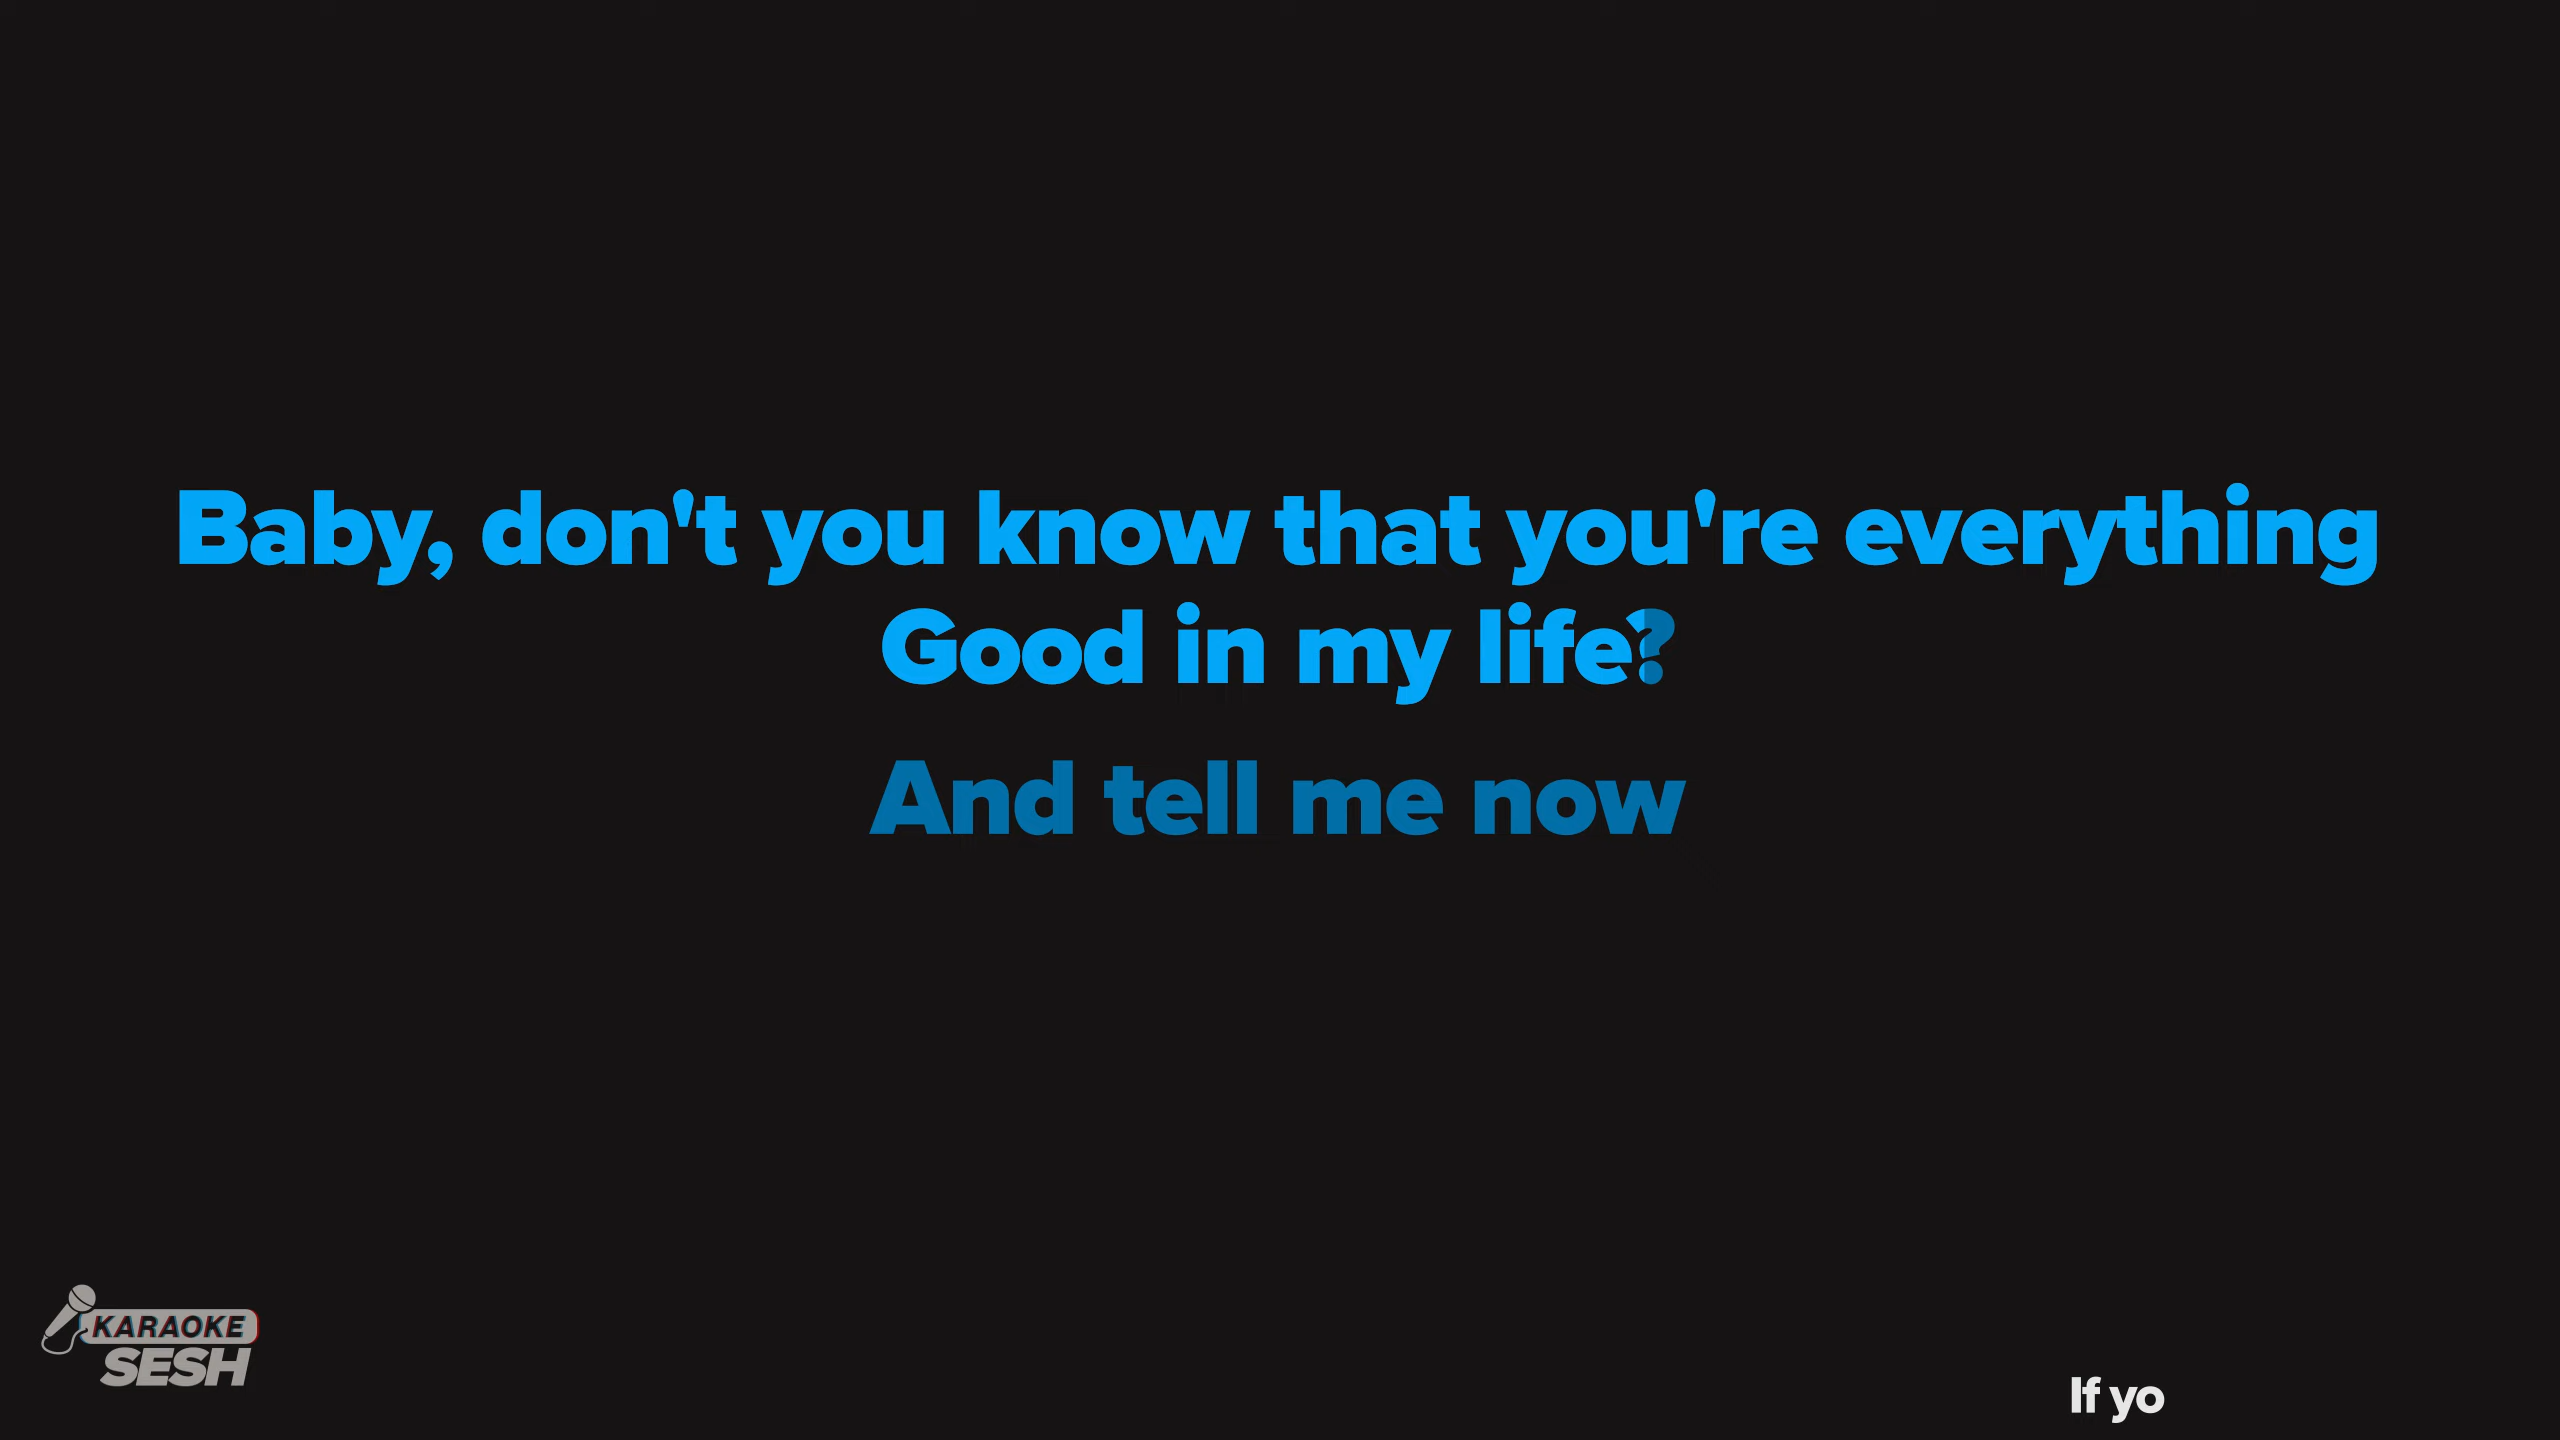 Baby, don't you know that you're everything
Good in my life?
And tell me now
KARAOKE
SESH
If yo